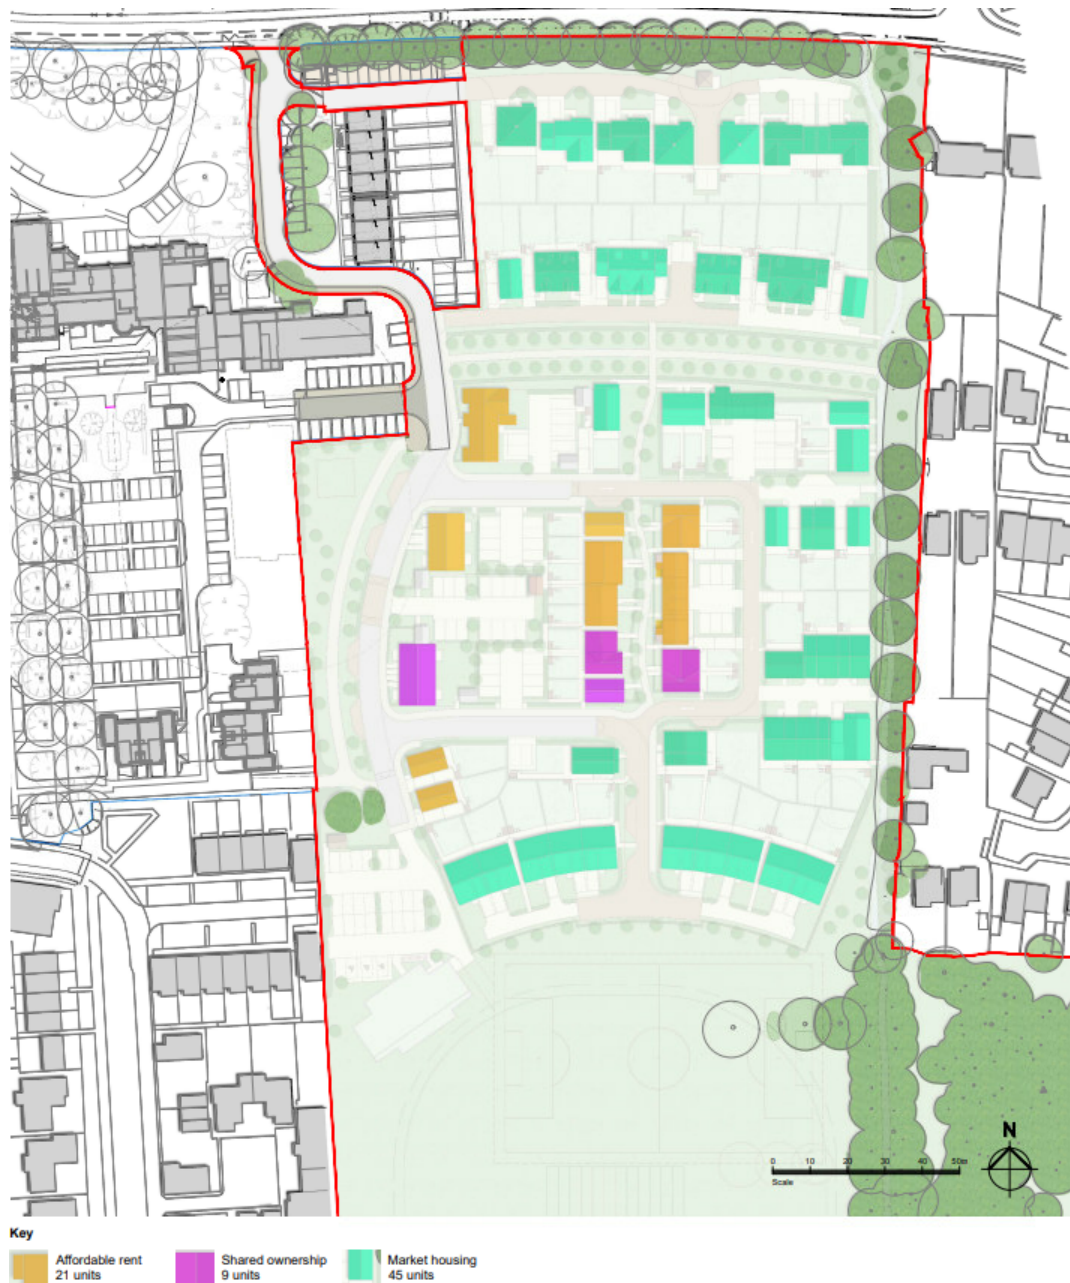 N
0 10 20 30 40 50m
Scale
Key
Affordable rent
21 units
Shared ownership
9 units
Market housing
45 units